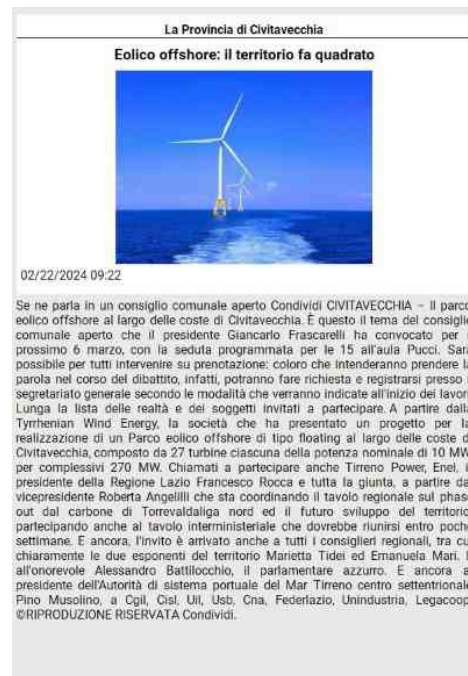 La Provincia di Civitavecchia
Eolico offshore: il territorio fa quadrato
02/22/2024 09:22
Se ne parla in un consiglio comunale aperto Condividi CIVITAVECCHIA – Il parco
eolico offshore al largo delle coste di Civitavecchia. È questo il tema del consiglio
comunale aperto che il presidente Giancarlo Frascarelli ha convocato per
prossimo 6 marzo, con la seduta programmata per le 15 all'aula Pucci. Sarà
possibile per tutti intervenire su prenotazione: coloro che intenderanno prendere la
parola nel corso del dibattito, infatti, potranno fare richiesta e registrarsi presso
segretariato generale secondo le modalità che verranno indicate all'inizio dei lavori
Lunga la lista delle realtà e dei soggetti invitati a partecipare. A partire dalla
Tyrrhenian Wind Energy, la società che ha presentato un progetto per la
realizzazione di un Parco eolico offshore di tipo floating al largo delle coste d
Civitavecchia, composto da 27 turbine ciascuna della potenza nominale di 10 MW
per complessivi 270 MW. Chiamati a partecipare anche Tirreno Power, Enel,
presidente della Regione Lazio Francesco Rocca e tutta la giunta, a partire da
vicepresidente Roberta Angelilli che sta coordinando il tavolo regionale sul phase
out dal carbone di Torrevaldaliga nord ed il futuro sviluppo del territorio
partecipando anche al tavolo interministeriale che dovrebbe riunirsi entro poche
settimane. E ancora, l'invito è arrivato anche a tutti i consiglieri regionali, tra cu
chiaramente le due esponenti del territorio Marietta Tidei ed Emanuela Mari.
all'onorevole Alessandro Battilocchio, il parlamentare azzurro. E ancora a
presidente dell'Autorità di sistema portuale del Mar Tirreno centro settentrionale
Pino Musolino, a Cgil, Cisl, Uil, Usb, Cna, Federlazio, Unindustria, Legacoop
©RIPRODUZIONE RISERVATA Condividi.